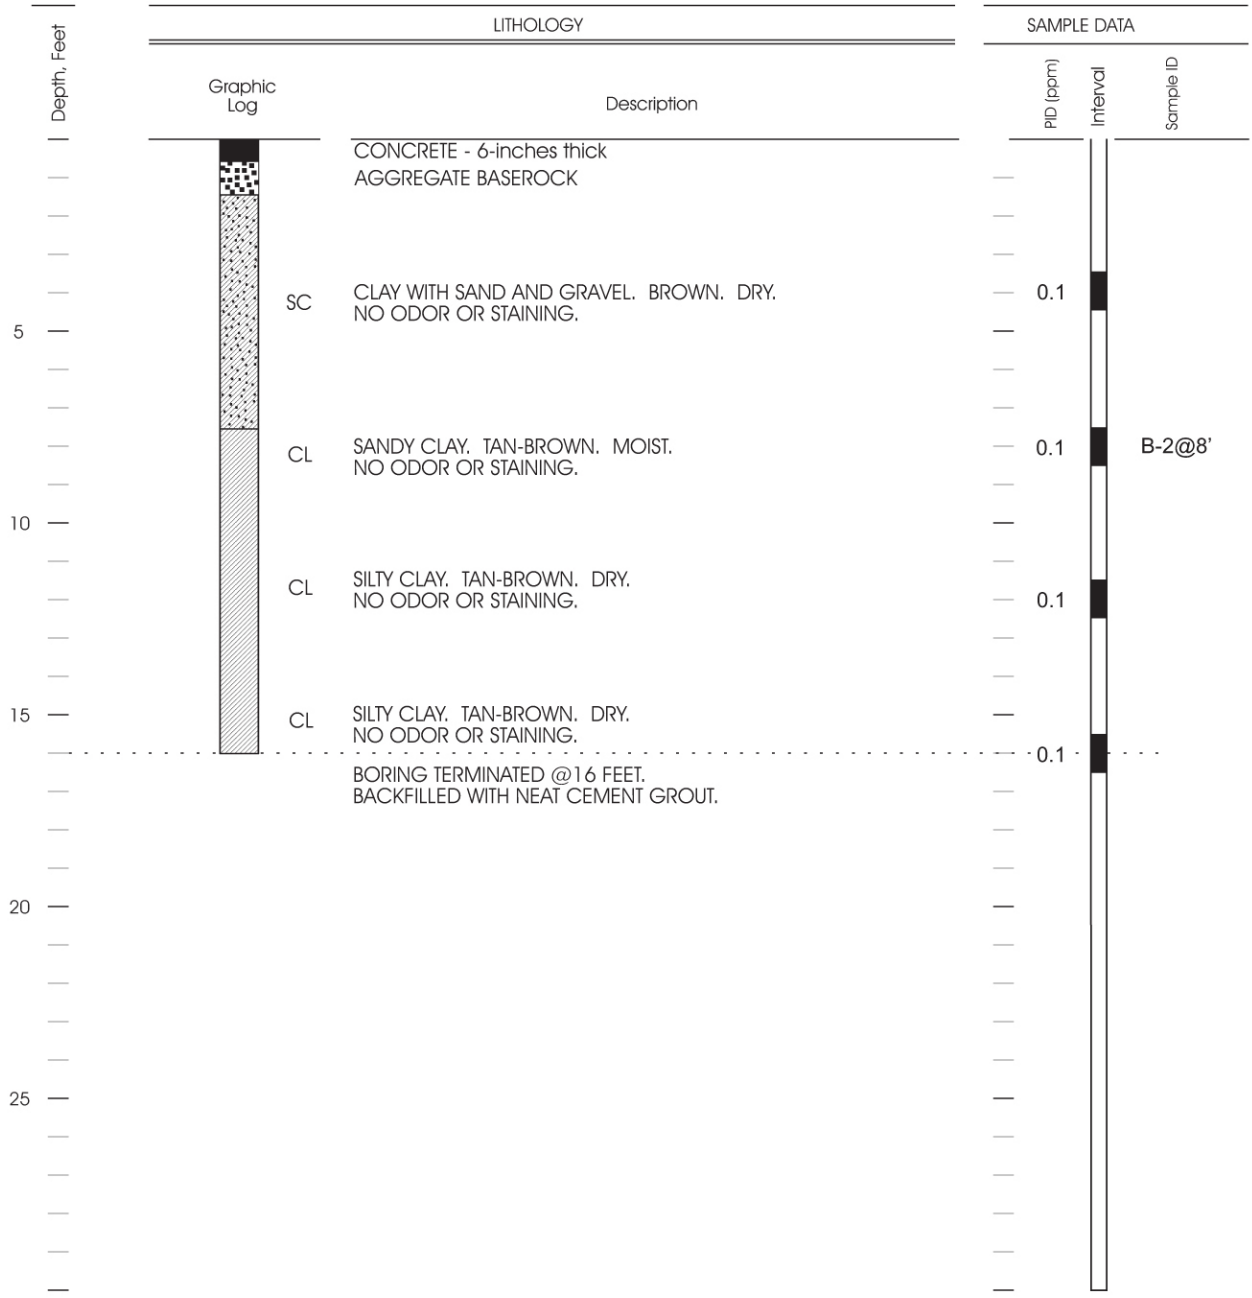 LITHOLOGY
SAMPLE DATA
Depth, Feet
Graphic
Log
Description
PID (ppm)
Interval
Sample ID
CONCRETE - 6-inches thick
AGGREGATE BASEROCK
SC
CLAY WITH SAND AND GRAVEL. BROWN. DRY.
NO ODOR OR STAINING.
0.1
5
CL
SANDY CLAY. TAN-BROWN. MOIST.
NO ODOR OR STAINING.
0.1
B-2@8'
10
CL
SILTY CLAY. TAN-BROWN. DRY.
NO ODOR OR STAINING.
0.1
15
CL
SILTY CLAY. TAN-BROWN. DRY.
NO ODOR OR STAINING.
0.1
BORING TERMINATED @16 FEET.
BACKFILLED WITH NEAT CEMENT GROUT.
20
25